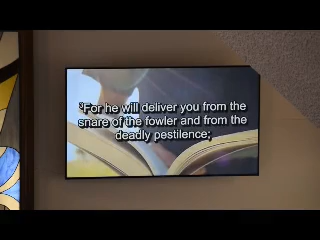 ³For he will deliver you from the
snare of the fowler and from the
deadly pestilence;